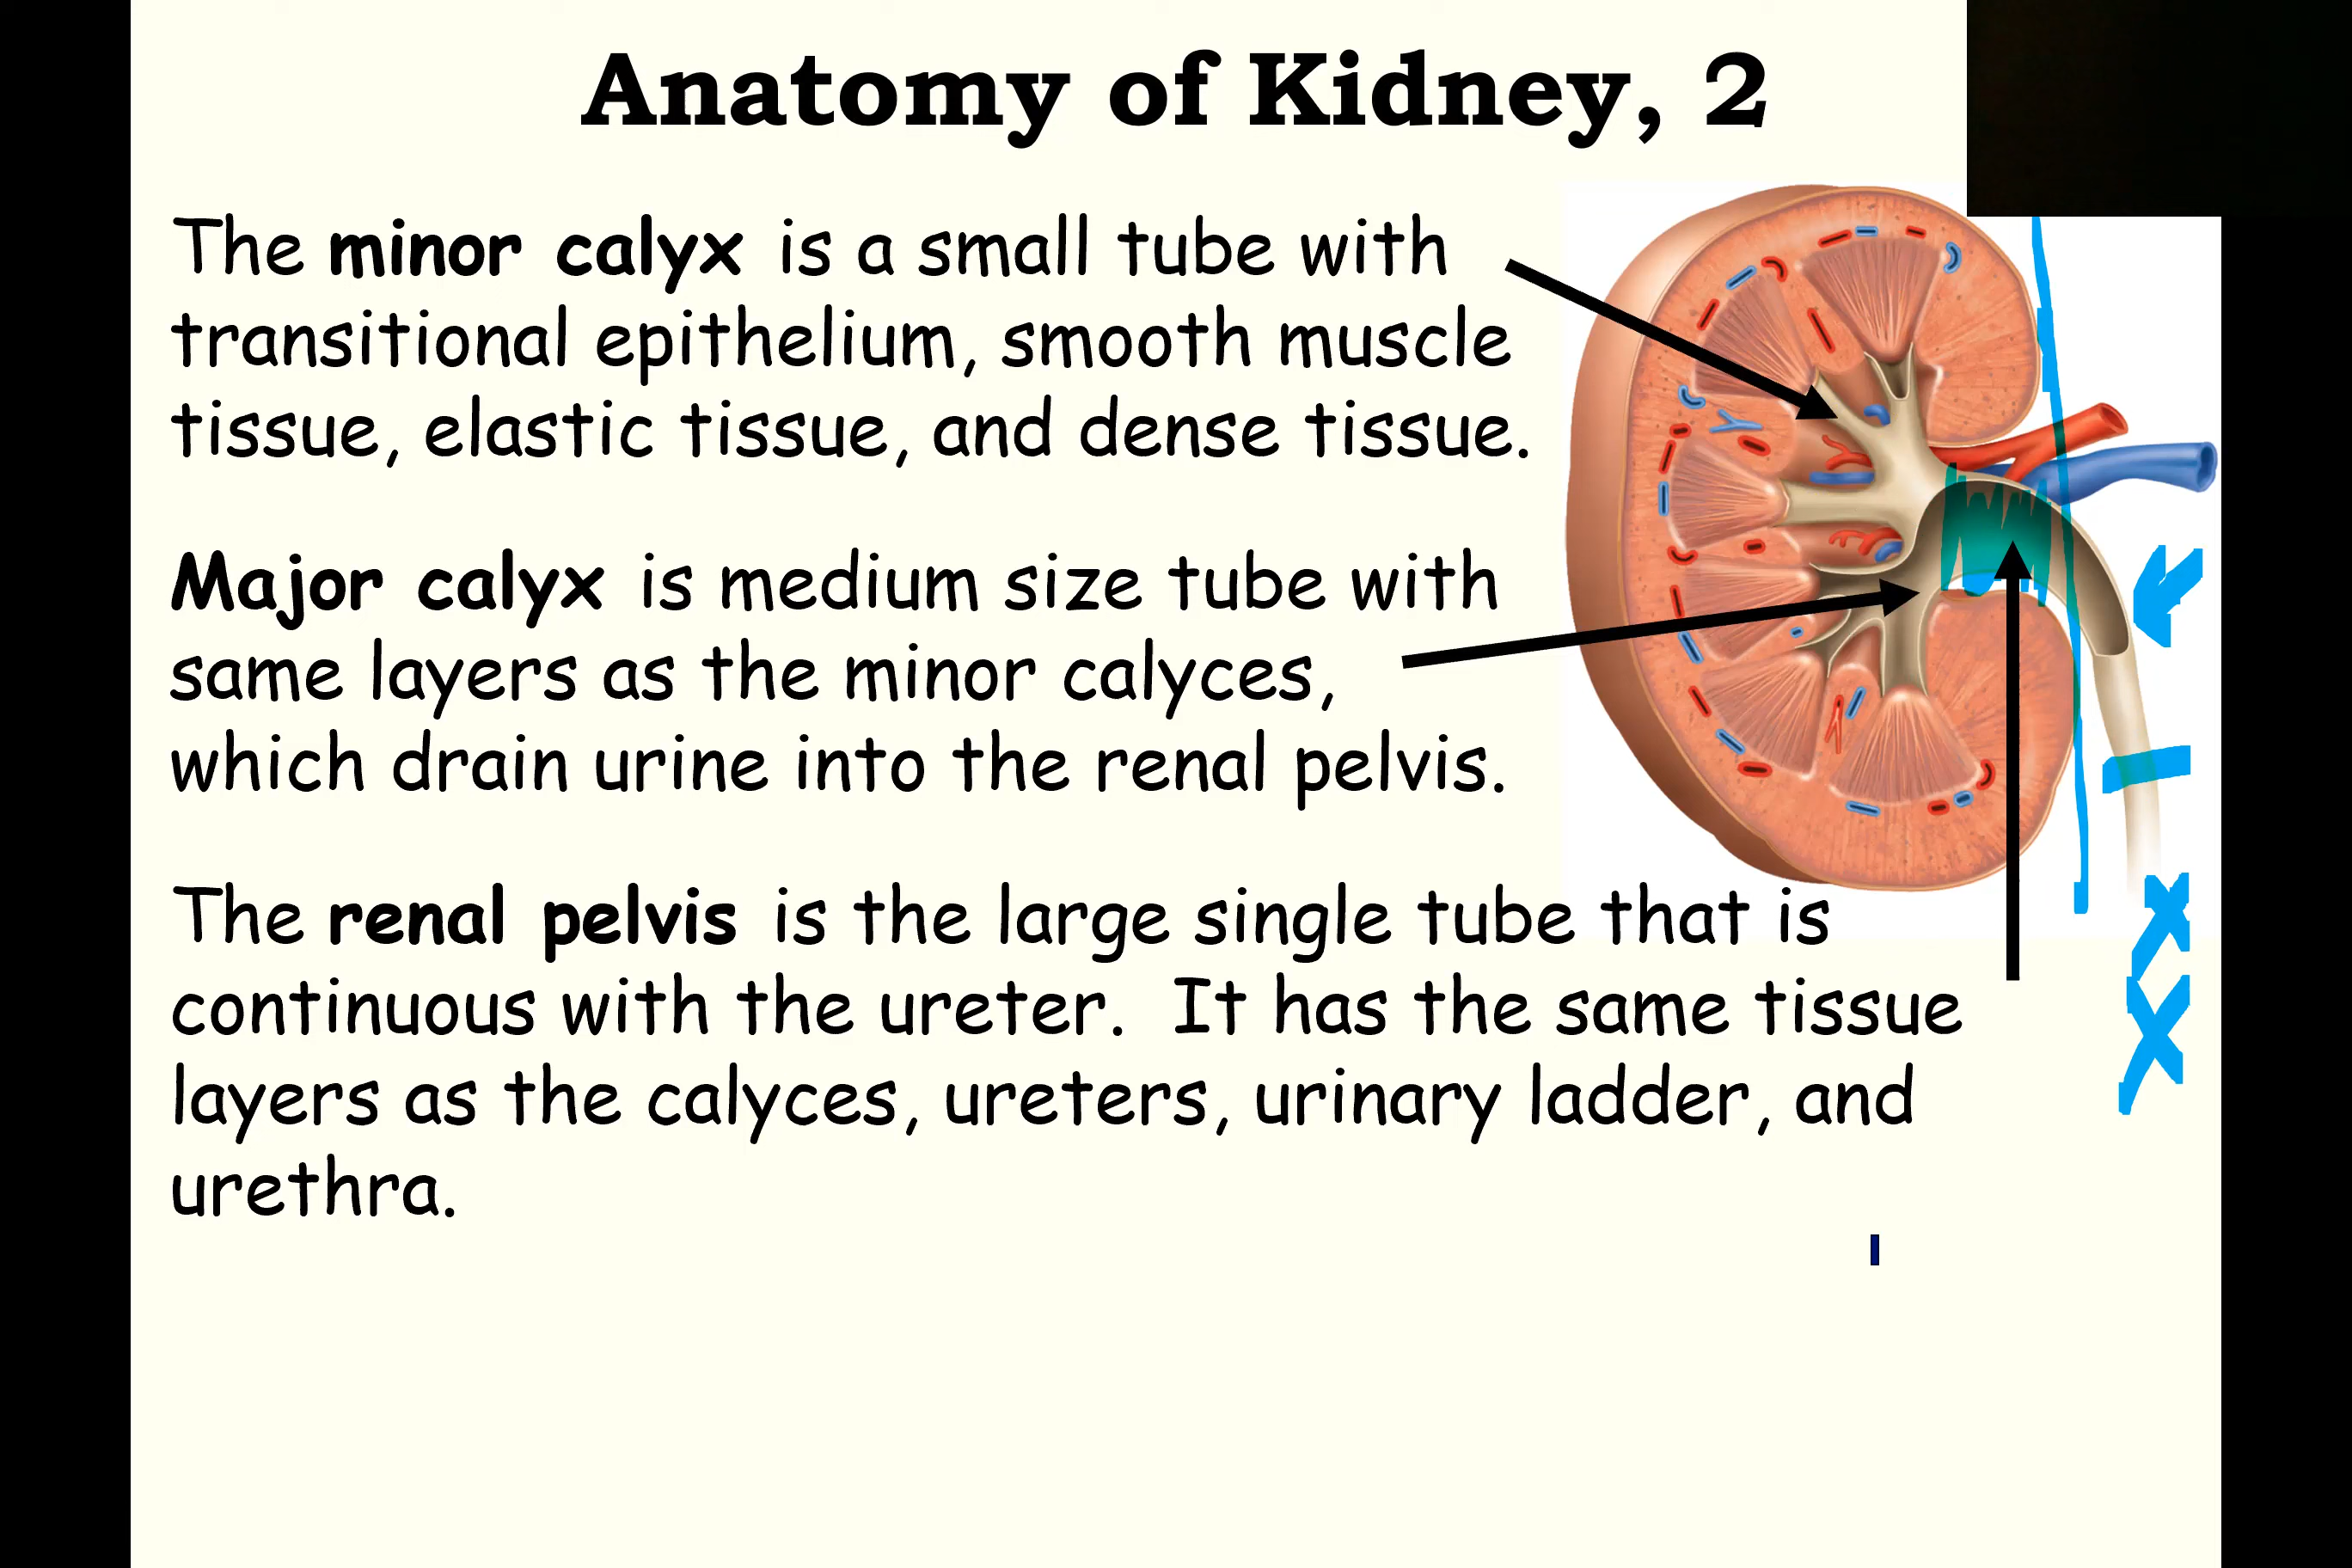 Anatomy of Kidney, 2
The minor calyx is a small tube with
transitional epithelium, smooth muscle
tissue, elastic tissue, and dense tissue.
Major calyx is medium size tube with
same layers as the minor calyces,
which drain urine into the renal pelvis.
The renal pelvis is the large single tube that is
continuous with the ureter. It has the same tissue
layers as the calyces, ureters, urinary ladder, and
urethra.